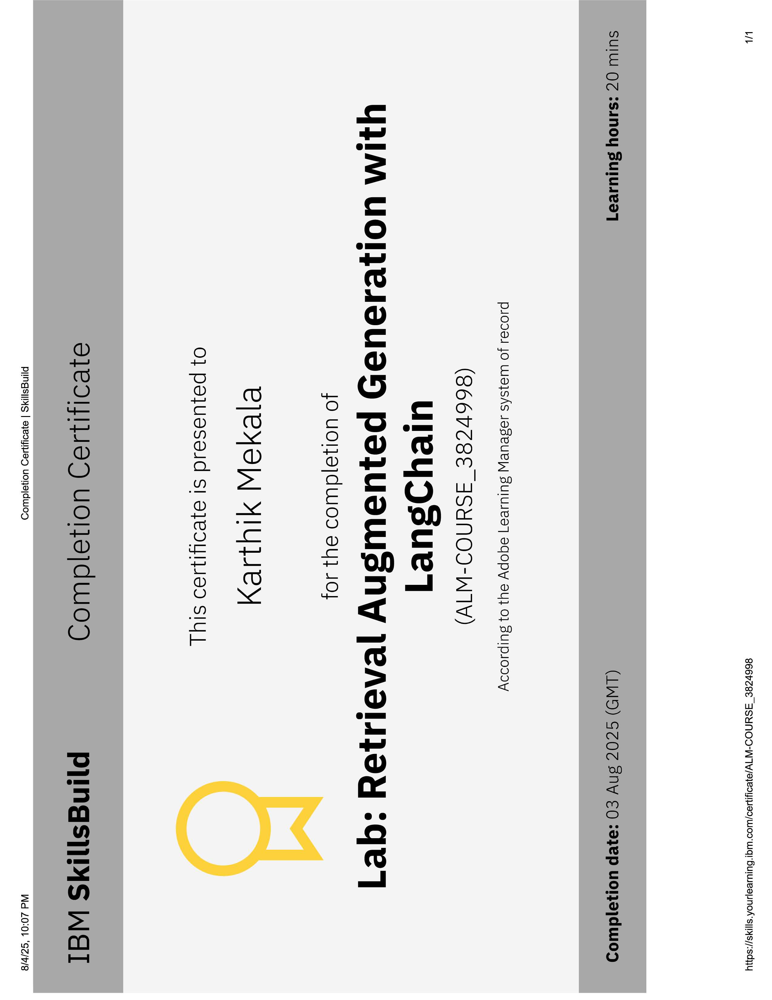 8/4/25, 10:07 PM
Completion Certificate | SkillsBuild
IBM SkillsBuild
Completion Certificate
This certificate is presented to
Karthik Mekala
for the completion of
Lab: Retrieval Augmented Generation with
LangChain
(ALM-COURSE_3824998)
According to the Adobe Learning Manager system of record
Completion date: 03 Aug 2025 (GMT)
Learning hours: 20 mins
https://skills.yourlearning.ibm.com/certificate/ALM-COURSE_3824998
1/1